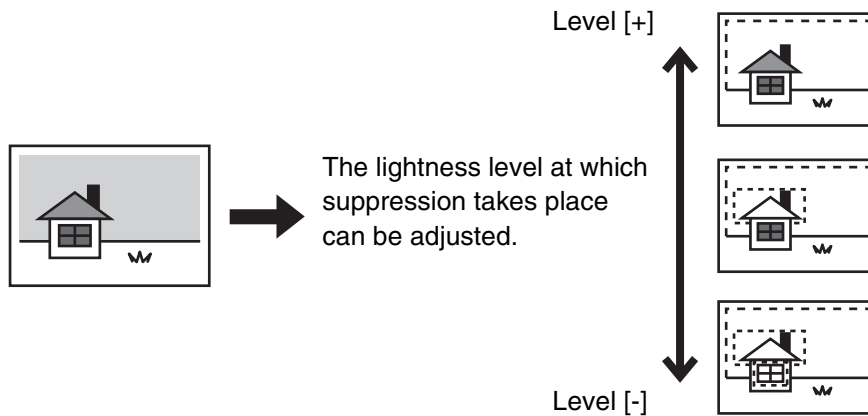 Level [+]
The lightness level at which
suppression takes place
can be adjusted.
Level [-]